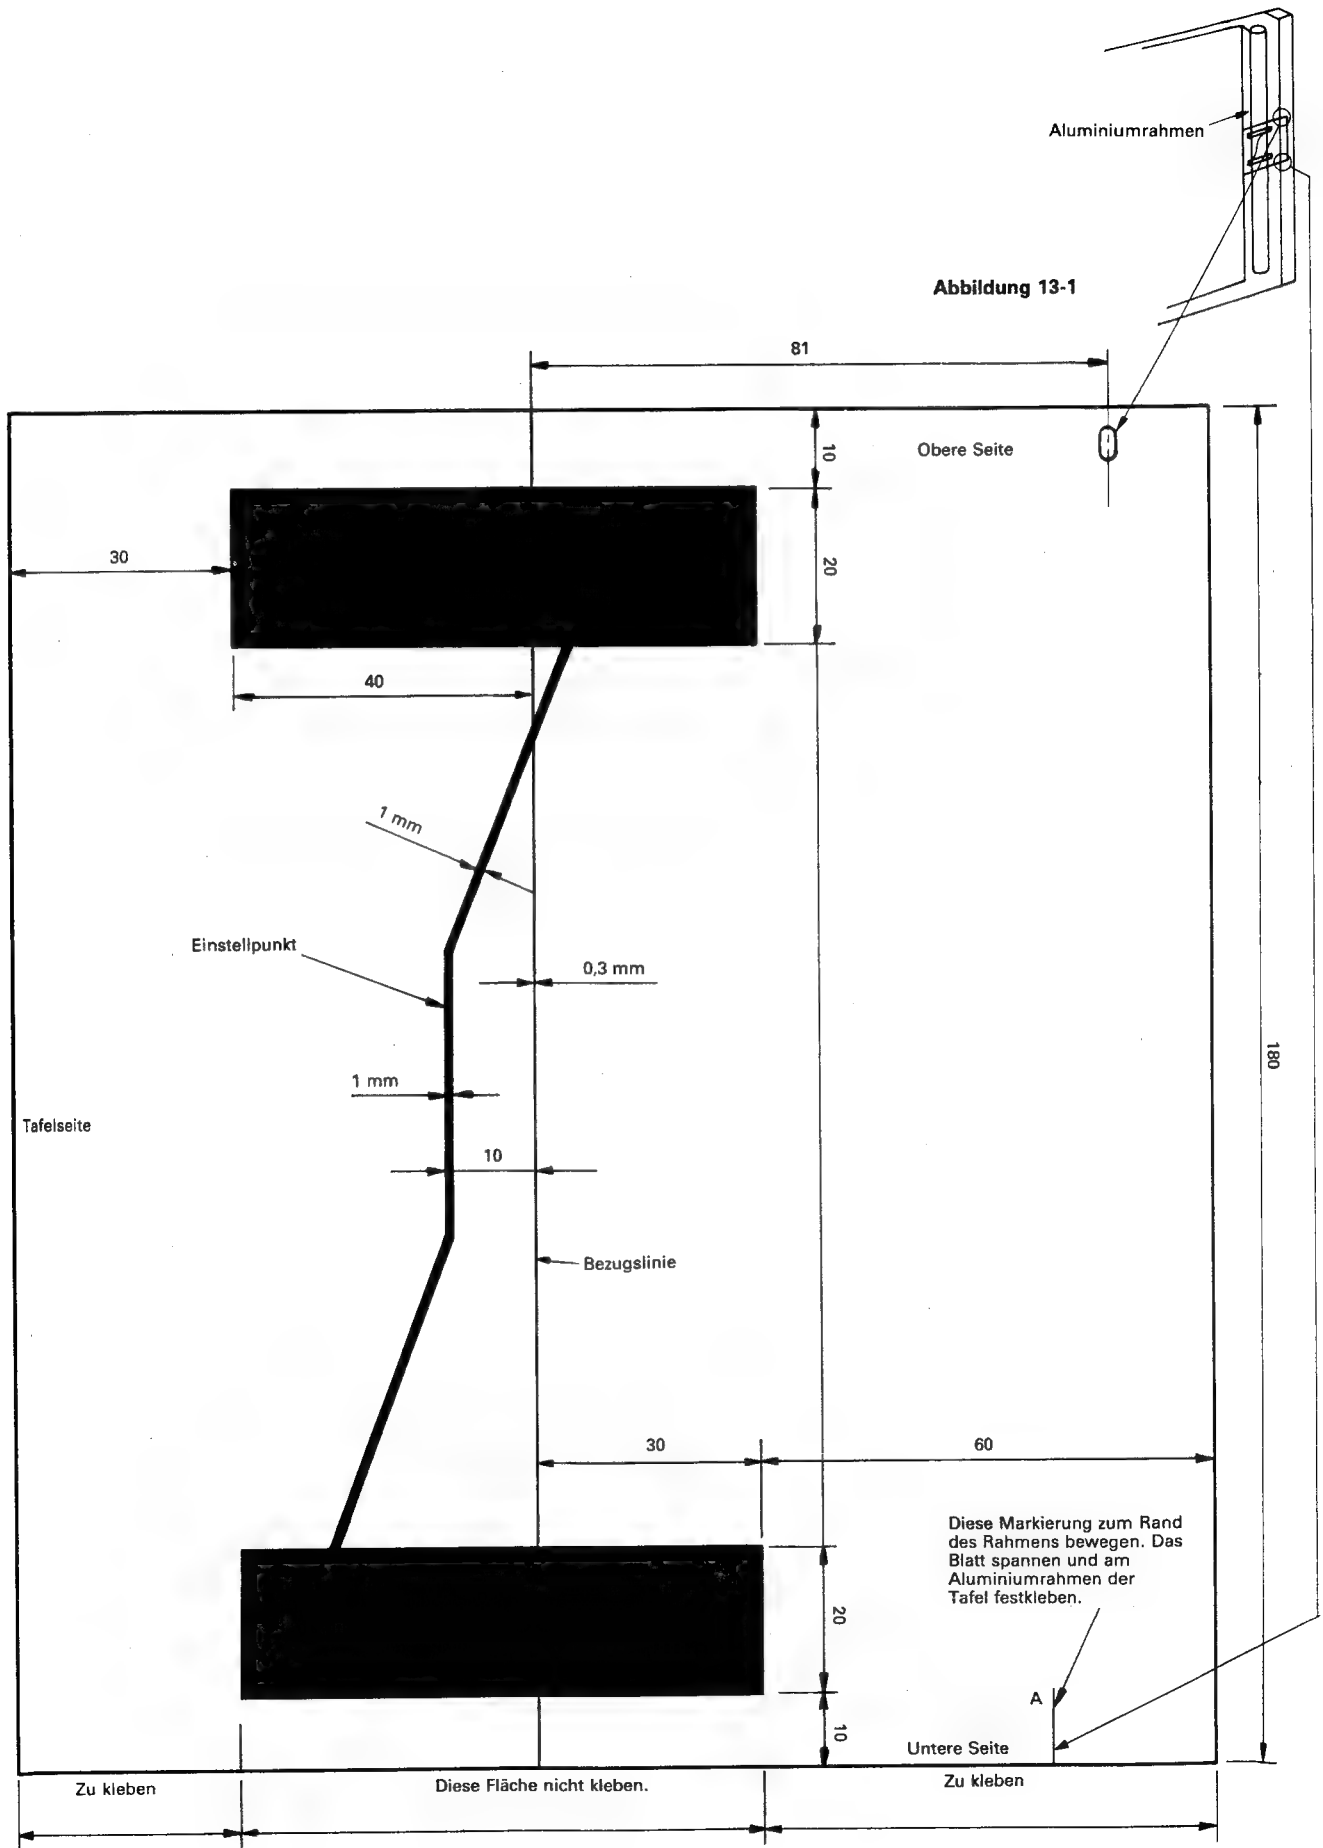 Aluminiumrahmen
Abbildung 13-1
81
10
Obere Seite
30
20
40
1 mm
Einstellpunkt
0,3 mm
180
1 mm
Tafelseite
10
Bezugslinie
30
60
Diese Markierung zum Rand
des Rahmens bewegen. Das
Blatt spannen und am
Aluminiumrahmen der
Tafel festkleben.
20
A
10
Untere Seite
Zu kleben
Diese Fläche nicht kleben.
Zu kleben